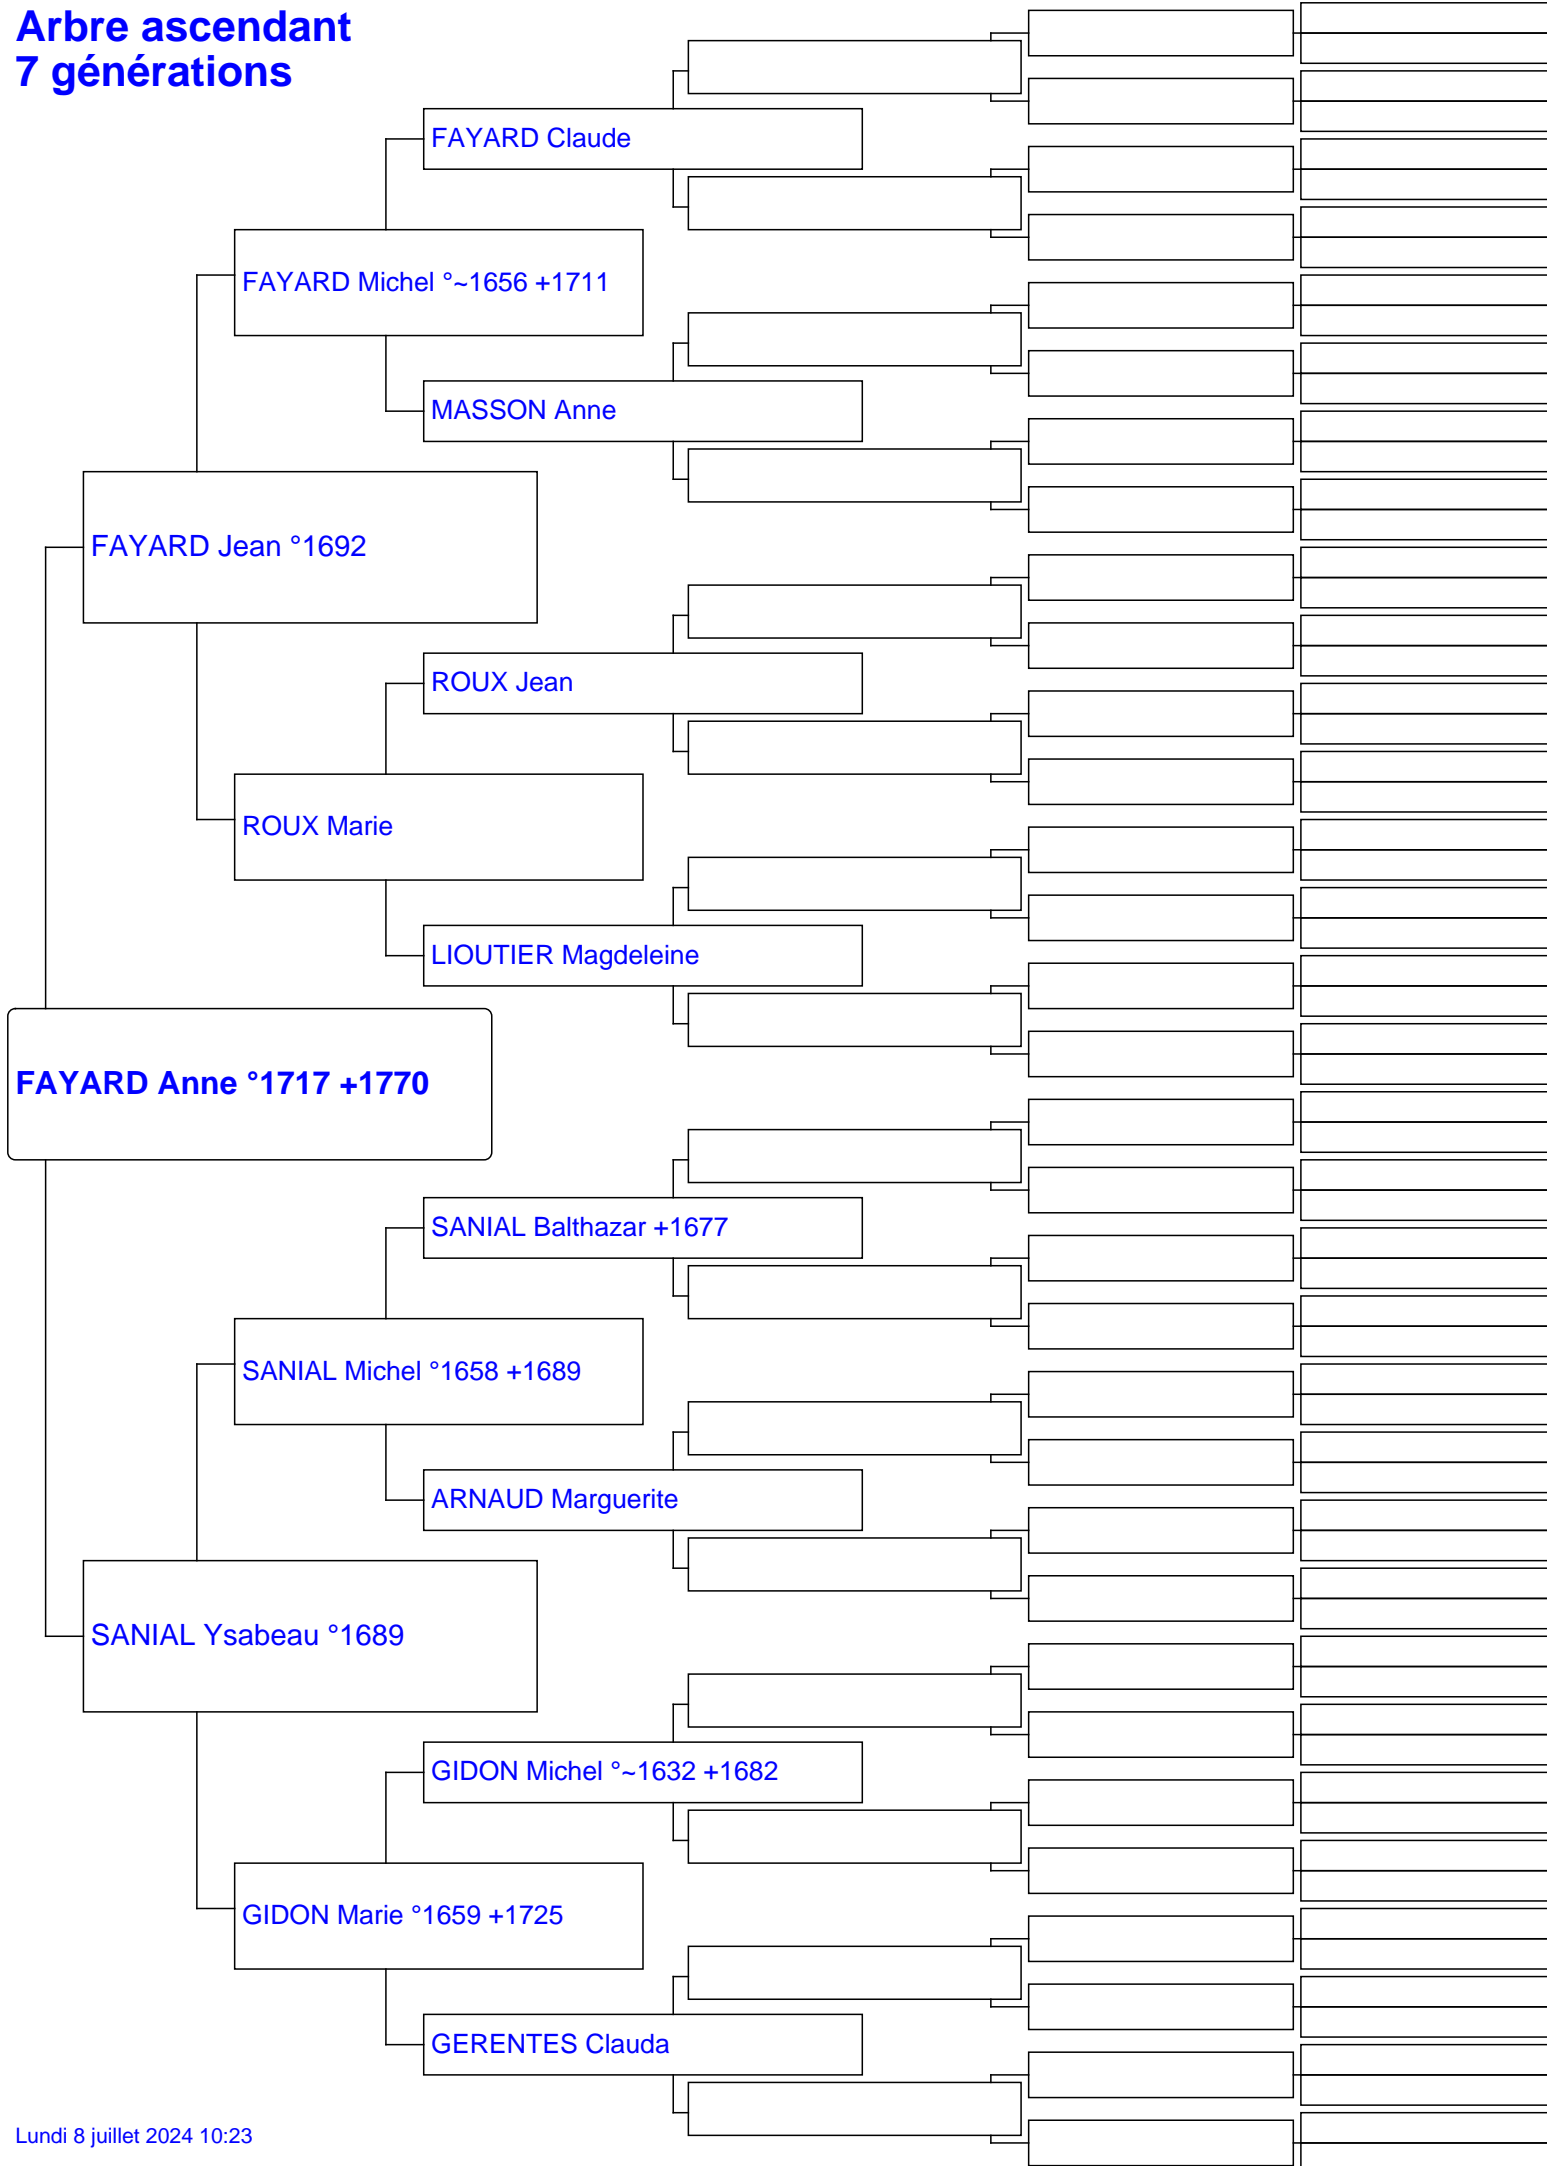 Arbre ascendant
7 générations
FAYARD Claude
FAYARD Michel °~1656 +1711
MASSON Anne
FAYARD Jean °1692
ROUX Jean
ROUX Marie
LIOUTIER Magdeleine
FAYARD Anne °1717 +1770
SANIAL Balthazar +1677
SANIAL Michel °1658 +1689
ARNAUD Marguerite
SANIAL Ysabeau °1689
GIDON Michel °~1632 +1682
GIDON Marie °1659 +1725
GERENTES Clauda
Lundi 8 juillet 2024 10:23